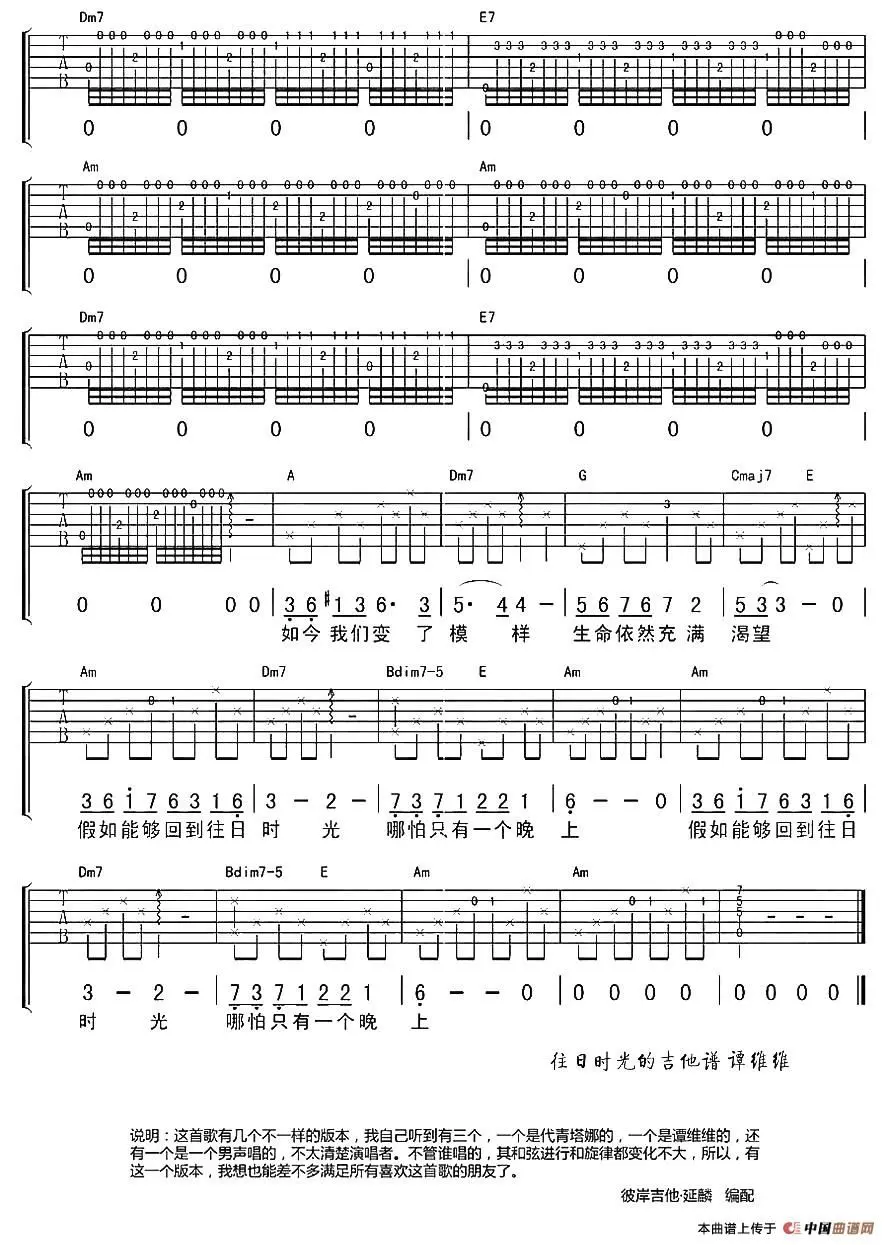 Dm7 E7
0 0 0 0 0 0 0 0
Am Am
0 0 0 0 0 0 0 0
Dm7 E7
0 0 0 0 0 0 0 0
Am A Dm7 G Cmaj7 E
0 0 0 0 3 6 #1 3 6· 3 5· 4 4 – 5 6 7 6 7 2 5 3 3 – 0
如今我们变了模样 生命依然充满 渴望
Am Dm7 Bdim7-5 E Am Am
3 6 i 7 6 3 1 6 3 – 2 – 7 3 7 1 2 2 1 6 – – 0 3 6 i 7 6 3 1 6
假如能够回到往日 时 光 哪怕只有一个晚 上 假如能够回到往日
Dm7 Bdim7-5 E Am Am
3 – 2 – 7 3 7 1 2 2 1 6 – – 0 0 0 0 0 0 0 0 0
时 光 哪怕只有一个晚 上
往日时光的吉他谱 谭维维
说明：这首歌有几个不一样的版本，我自己听到有三个，一个是代青塔娜的，一个是谭维维的，还
有一个是一个男声唱的，不太清楚演唱者。不管谁唱的，其和弦进行和旋律都变化不大，所以，有
这一个版本，我想也能差不多满足所有喜欢这首歌的朋友了。
彼岸吉他·延麟 编配
本曲谱上传于 中国曲谱网